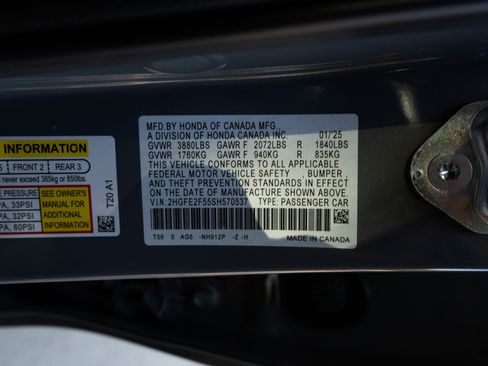 INFORMATION
FRONT 2 REAR 3
never exceed 385kg or 850lbs.
PRESSURE SEE OWNER'S
PA, 33PSI MANUAL FOR
PA, 32PSI ADDITIONAL
PA, 60PSI INFORMATION
T20 A1
MFD BY HONDA OF CANADA MFG.,
A DIVISION OF HONDA CANADA INC. 01/'25
GVWR 3880LBS GAWR F 2072LBS R 1840LBS
GVWR 1760KG GAWR F 940KG R 835KG
THIS VEHICLE CONFORMS TO ALL APPLICABLE
FEDERAL MOTOR VEHICLE SAFETY, BUMPER, AND
THEFT PREVENTION STANDARDS IN EFFECT
ON THE DATE OF MANUFACTURE SHOWN ABOVE.
V.I.N. TYPE: PASSENGER CAR
T56 S AG6 -NH912P -Z -H MADE IN CANADA